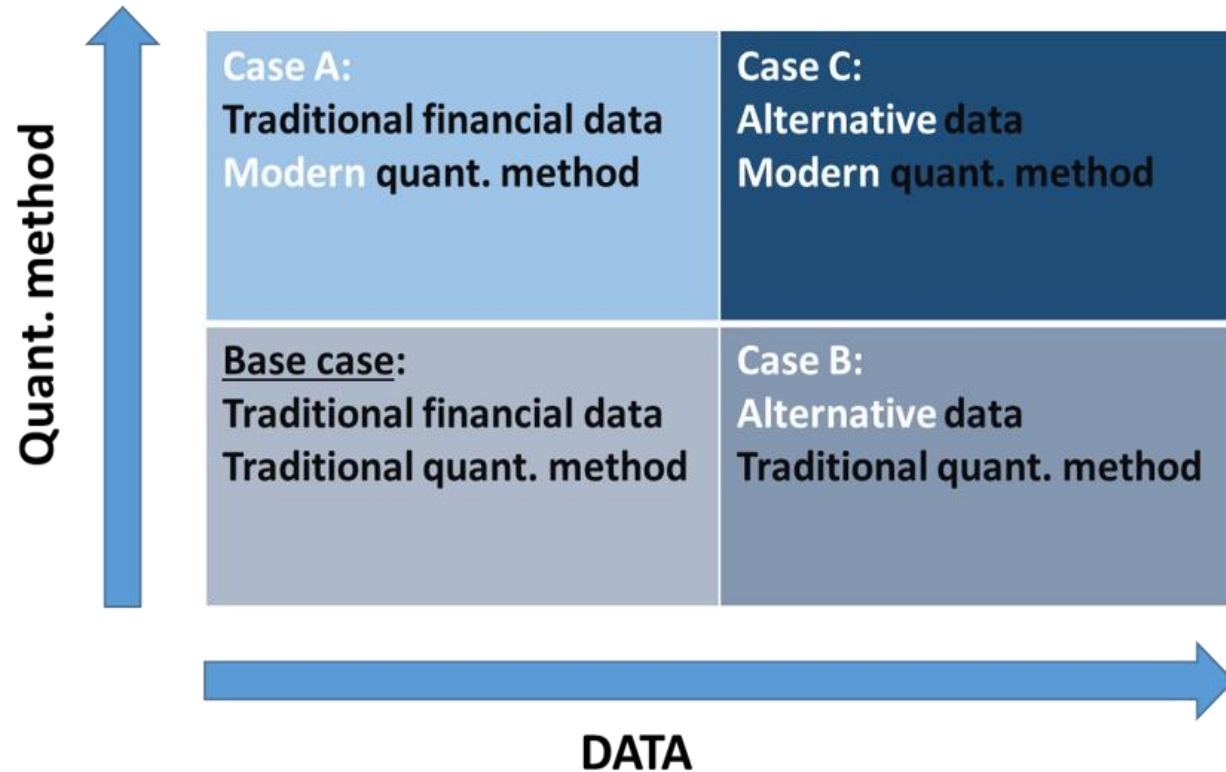 Quant. method
Case A:
Traditional financial data
Modern quant. method
Case C:
Alternative data
Modern quant. method
Base case:
Traditional financial data
Traditional quant. method
Case B:
Alternative data
Traditional quant. method
DATA